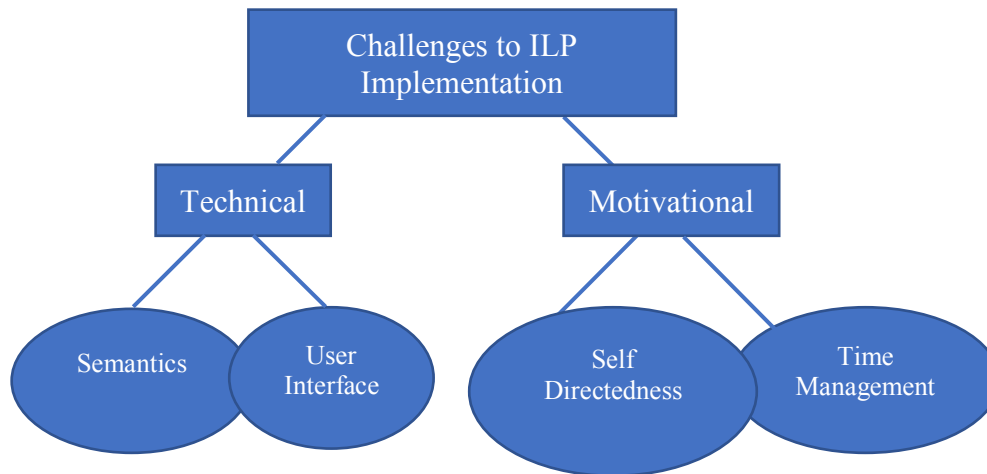 Challenges to ILP
Implementation
Technical
Motivational
Semantics
User
Interface
Self
Directedness
Time
Management